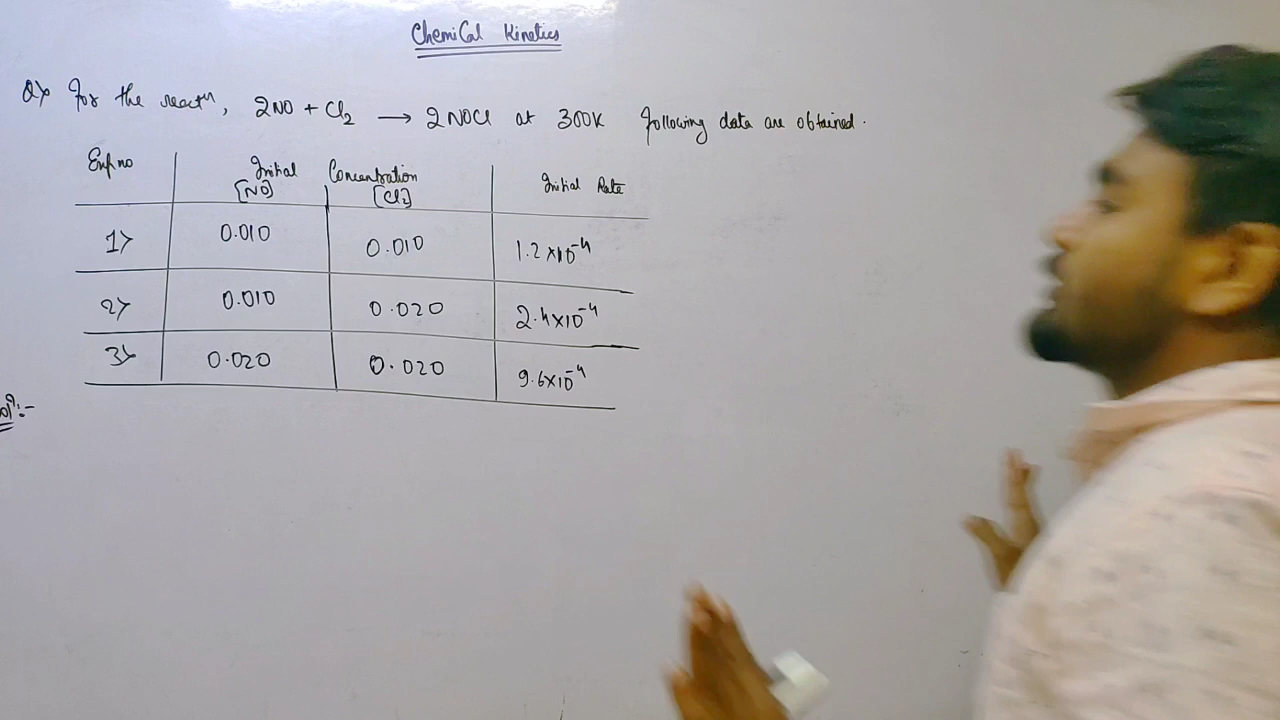 Chemical Kinetics
Q> For the reactn, 2NO + Cl2 → 2NOCl at 300K following data are obtained.
Exp.no Initial Concentration Initial Rate
[NO] [Cl2]
1> 0.010 0.010 1.2×10⁻⁴
2> 0.010 0.020 2.4×10⁻⁴
3> 0.020 0.020 9.6×10⁻⁴